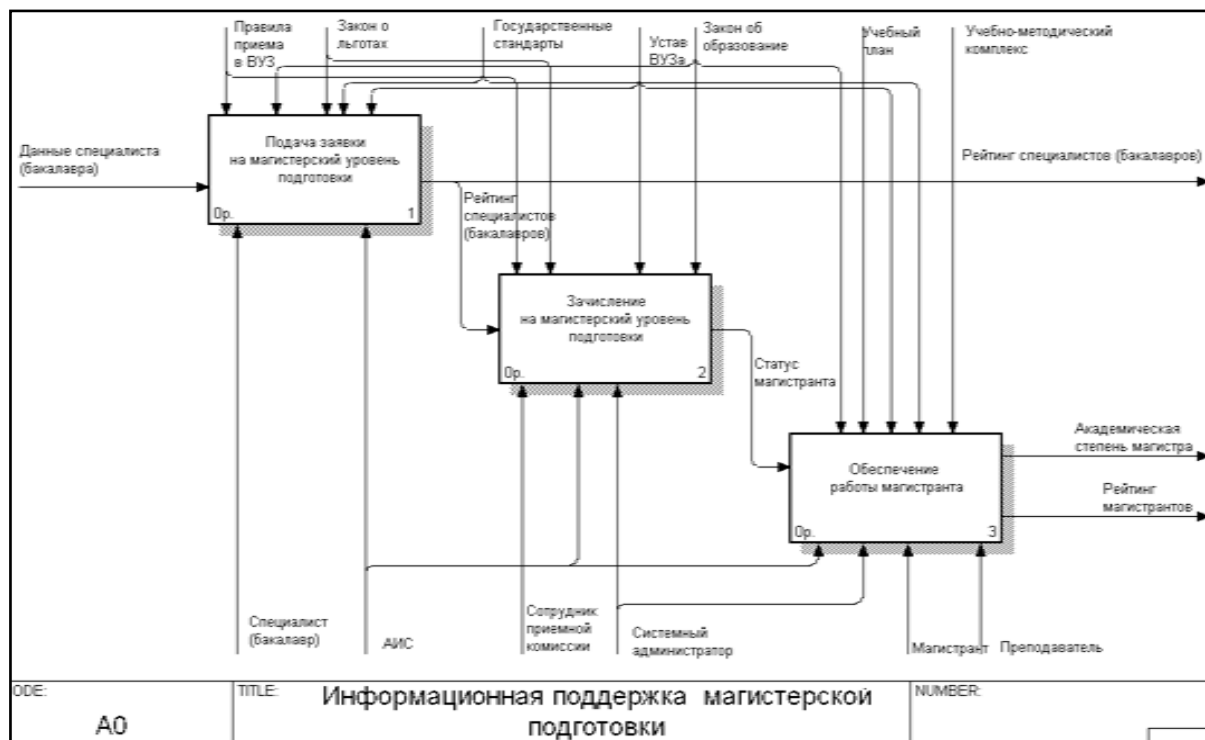 Правила
приема
в ВУЗ
Закон о
льготах
Государственные
стандарты
Устав
ВУЗа
Закон об
образование
Учебный
план
Учебно-методический
комплекс
Данные специалиста
(бакалавра)
Подача заявки
на магистерский уровень
подготовки
0р.
1
Рейтинг специалистов (бакалавров)
Рейтинг
специалистов
(бакалавров)
Зачисление
на магистерский уровень
подготовки
0р.
2
Статус
магистранта
Обеспечение
работы магистранта
0р.
3
Академическая
степень магистра
Рейтинг
магистрантов
Специалист
(бакалавр)
АИС
Сотрудник
приемной
комиссии
Системный
администратор
Магистрант
Преподаватель
ODE:
A0
TITLE:
Информационная поддержка магистерской
подготовки
NUMBER: